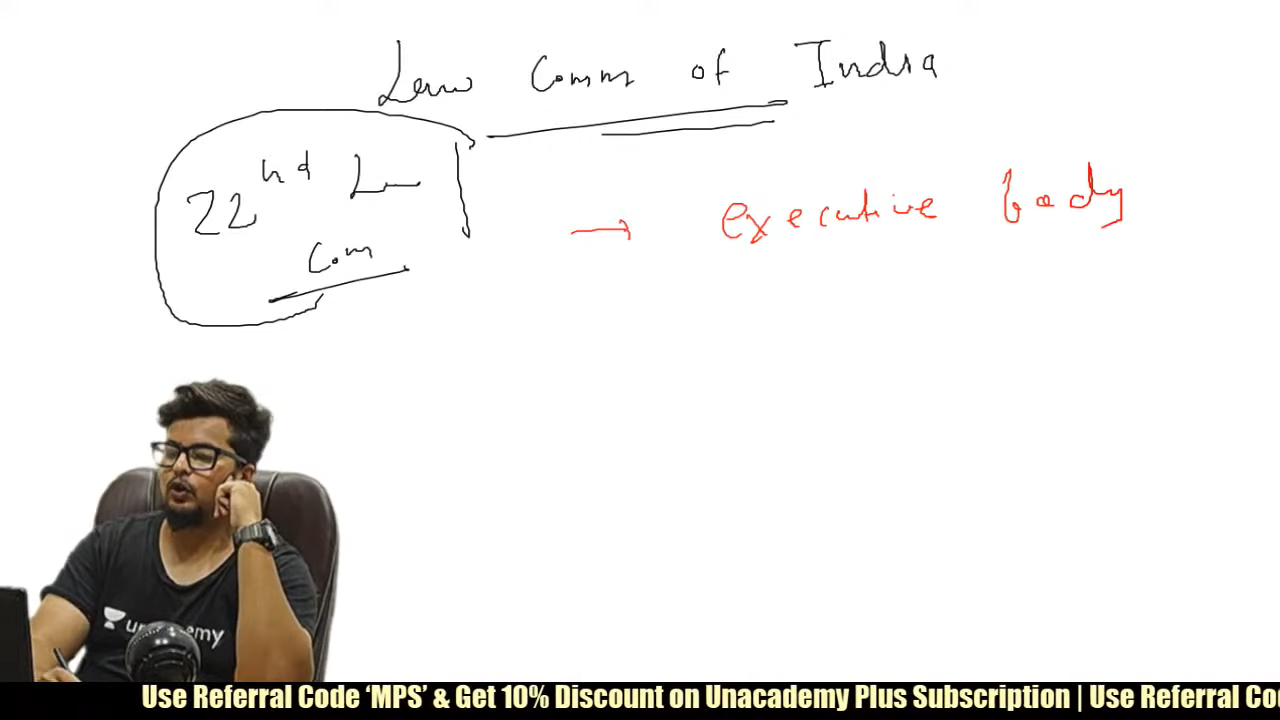 Law Comm of India
22nd Law
Com
→ executive body
unacademy
Use Referral Code ‘MPS’ & Get 10% Discount on Unacademy Plus Subscription | Use Referral Co